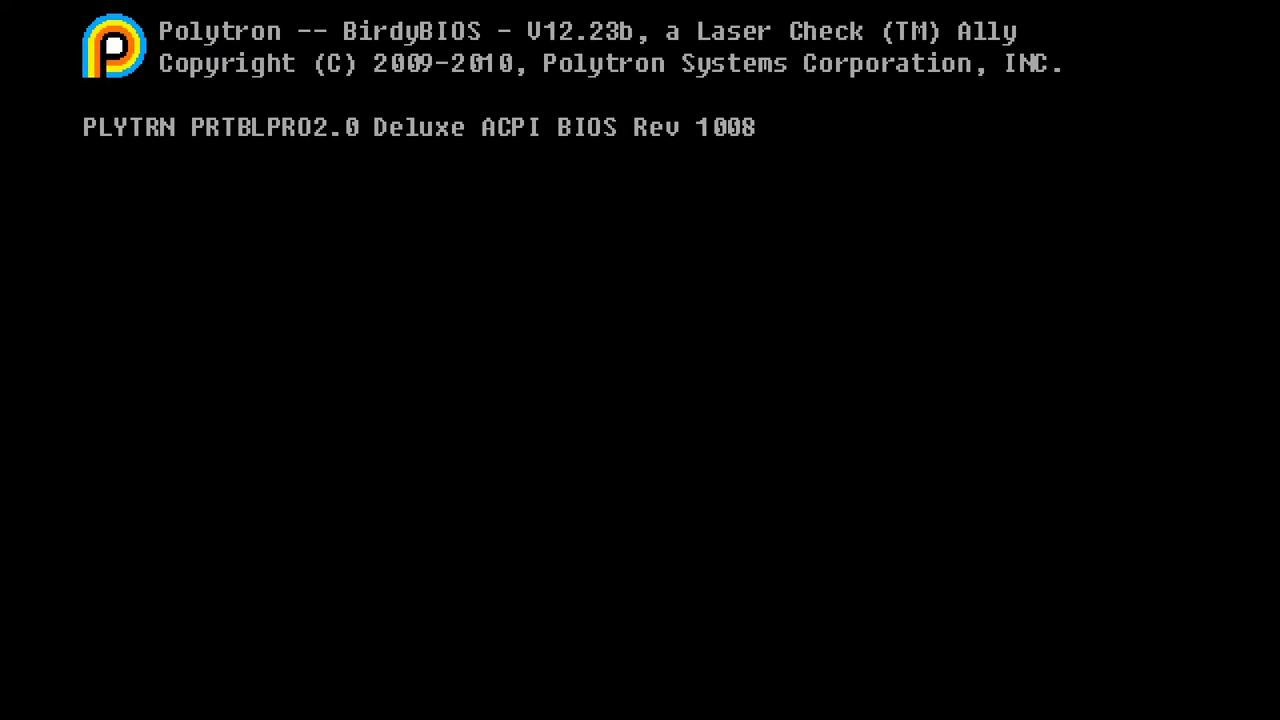 Polytron -- BirdyBIOS - V12.23b, a Laser Check (TM) Ally
Copyright (C) 2009-2010, Polytron Systems Corporation, INC.
PLYTRN PRTBLPRO2.0 Deluxe ACPI BIOS Rev 1008